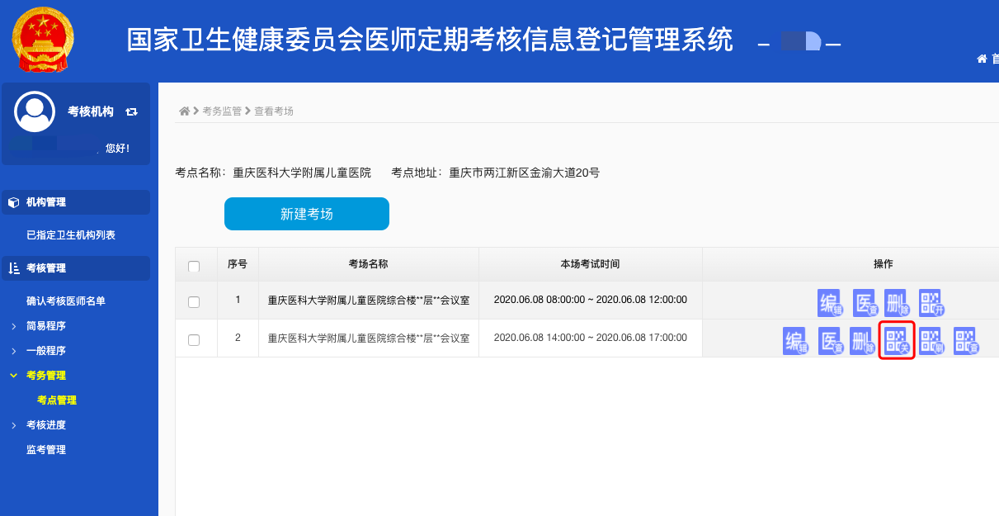 国家卫生健康委员会医师定期考核信息登记管理系统 — —
首
考核机构
您好!
机构管理
已指定卫生机构列表
考核管理
确认考核医师名单
简易程序
一般程序
考务管理
考点管理
考核进度
监考管理
考务监管 查看考场
考点名称：重庆医科大学附属儿童医院 考点地址：重庆市两江新区金渝大道20号
新建考场
序号 考场名称 本场考试时间 操作
1 重庆医科大学附属儿童医院综合楼**层**会议室 2020.06.08 08:00:00 ~ 2020.06.08 12:00:00 编辑 医查 删除 开
2 重庆医科大学附属儿童医院综合楼**层**会议室 2020.06.08 14:00:00 ~ 2020.06.08 17:00:00 编辑 医查 删除 关 刷 查